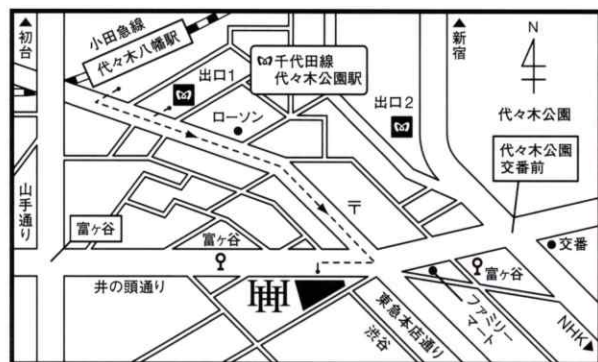 ▲
初台
小田急線
代々木八幡駅
出口1
千代田線
代々木公園駅
ローソン
出口2
▲
新宿
N
代々木公園
代々木公園
交番前
山手通り
富ヶ谷
富ヶ谷
〒
交番
富ヶ谷
井の頭通り
HH
東急本店通り
渋谷
ファミリー
マート
NHK▲